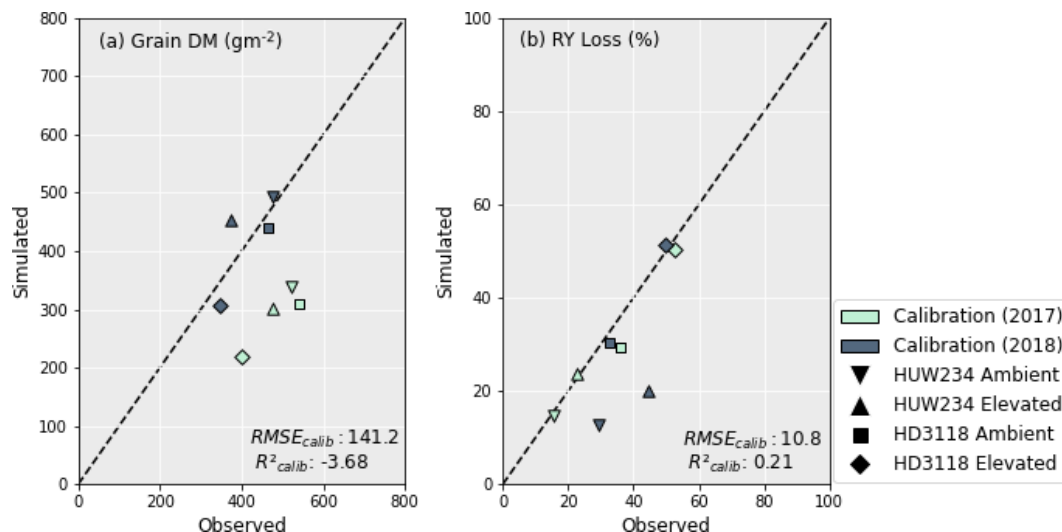 (a) Grain DM (gm⁻²)
800
700
600
500
400
300
200
100
0
Simulated
0
200
400
600
800
Observed
RMSE_calib : 141.2
R²_calib: -3.68
(b) RY Loss (%)
100
80
60
40
20
0
Simulated
0
20
40
60
80
100
Observed
RMSE_calib : 10.8
R²_calib: 0.21
Calibration (2017)
Calibration (2018)
HUW234 Ambient
HUW234 Elevated
HD3118 Ambient
HD3118 Elevated